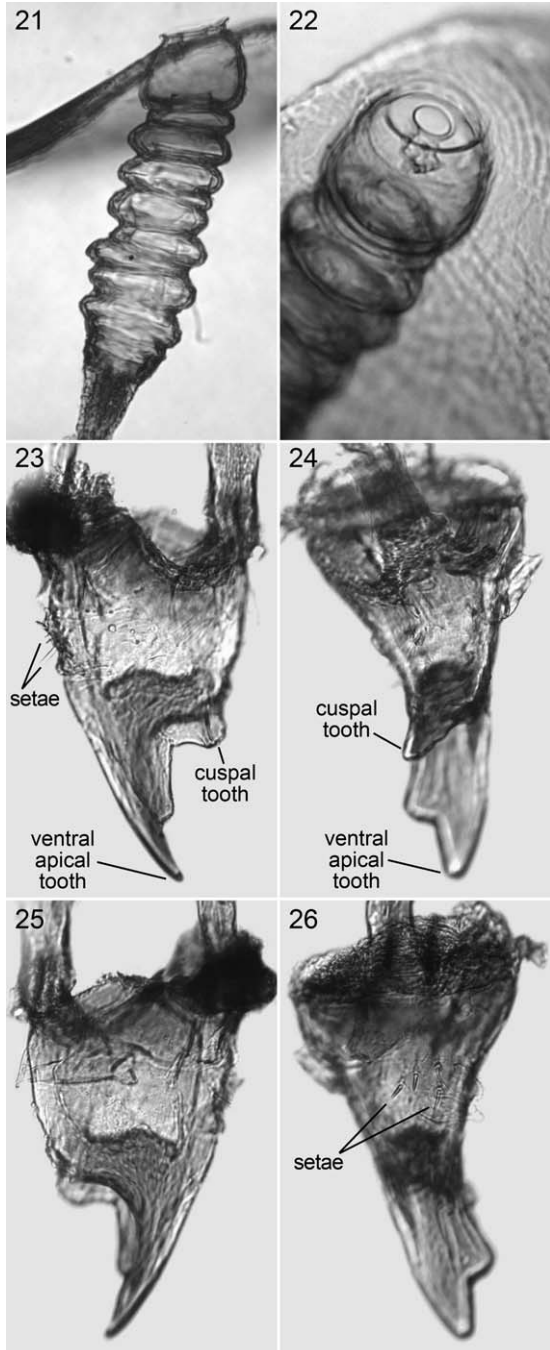 21
22
23
setae
cuspal
tooth
ventral
apical
tooth
24
cuspal
tooth
ventral
apical
tooth
25
26
setae